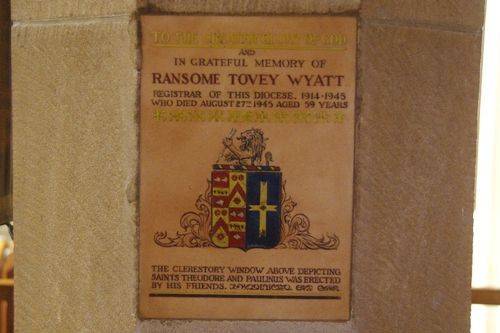 TO THE GREATER GLORY OF GOD
AND
IN GRATEFUL MEMORY OF
RANSOME TOVEY WYATT
REGISTRAR OF THIS DIOCESE, 1914-1945
WHO DIED AUGUST 27TH 1945 AGED 59 YEARS
THE CLERESTORY WINDOW ABOVE DEPICTING
SAINTS THEODORE AND PAULINUS WAS ERECTED
BY HIS FRIENDS.